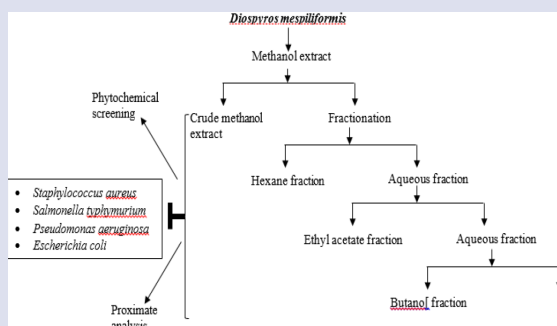 Diospyros mespiliformis
Methanol extract
Phytochemical
screening
Crude methanol
extract
Fractionation
Hexane fraction
Aqueous fraction
• Staphylococcus aureus
• Salmonella typhymurium
• Pseudomonas aeruginosa
• Escherichia coli
Ethyl acetate fraction
Aqueous fraction
Butanol fraction
Proximate
analysis